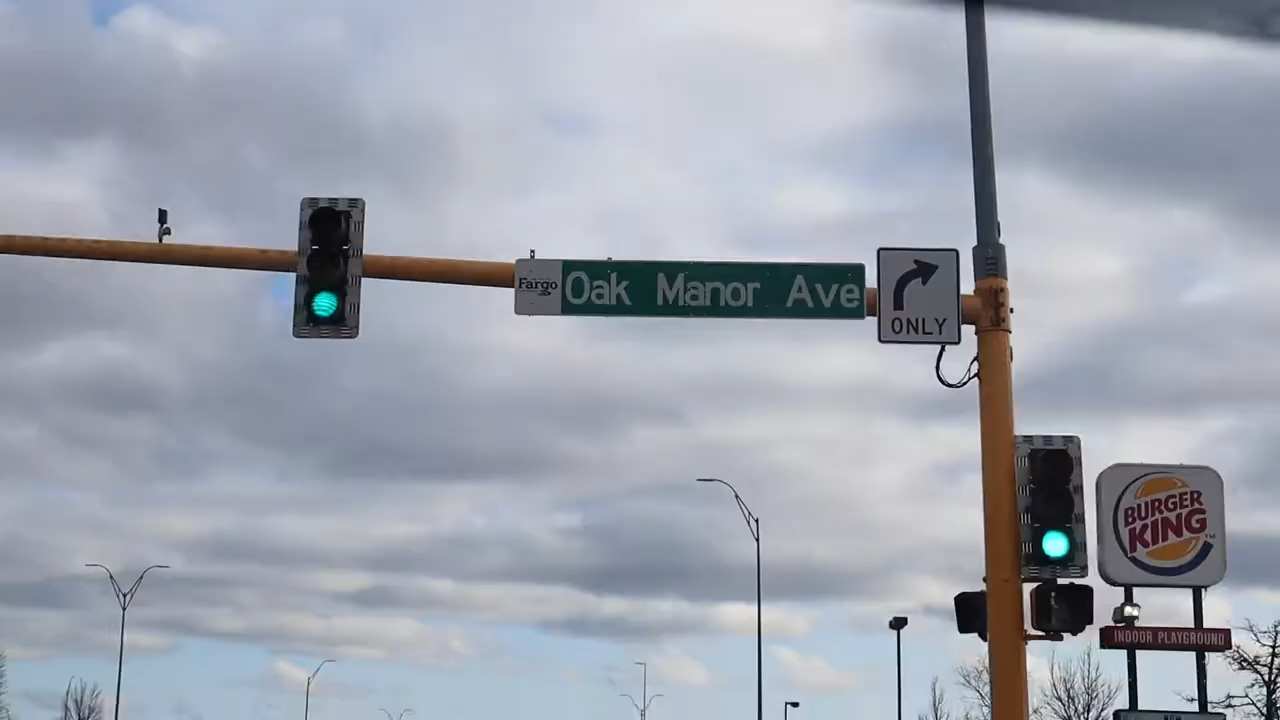 Fargo
Oak Manor Ave
ONLY
BURGER
KING
INDOOR PLAYGROUND